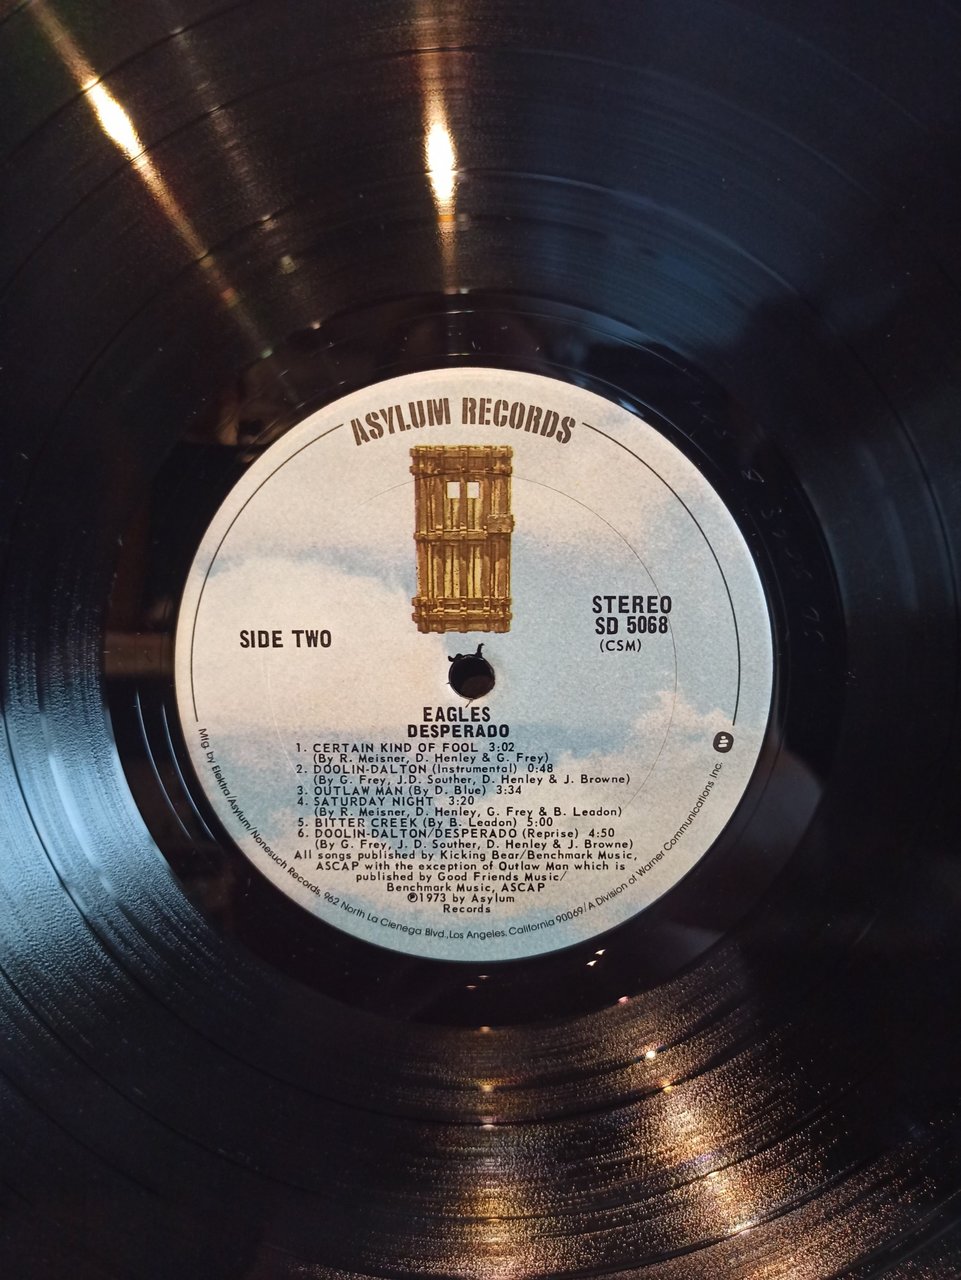 ASYLUM RECORDS
STEREO
SD 5068
(CSM)
SIDE TWO
EAGLES
DESPERADO
1. CERTAIN KIND OF FOOL 3:02
(By R. Meisner, D. Henley & G. Frey)
2. DOOLIN-DALTON (Instrumental) 0:48
(By G. Frey, J.D. Souther, D. Henley & J. Browne)
3. OUTLAW MAN (By D. Blue) 3:34
4. SATURDAY NIGHT 3:20
(By R. Meisner, D. Henley, G. Frey & B. Leadon)
5. BITTER CREEK (By B. Leadon) 5:00
6. DOOLIN-DALTON/DESPERADO (Reprise) 4:50
(By G. Frey, J.D. Souther, D. Henley & J. Browne)
All songs published by Kicking Bear/Benchmark Music,
ASCAP with the exception of Outlaw Man which is
published by Good Friends Music/
Benchmark Music, ASCAP
℗1973 by Asylum
Records
Mfg. by Elektra/Asylum/Nonesuch Records, 962 North La Cienega Blvd., Los Angeles, California 90069/A Division of Warner Communications Inc.